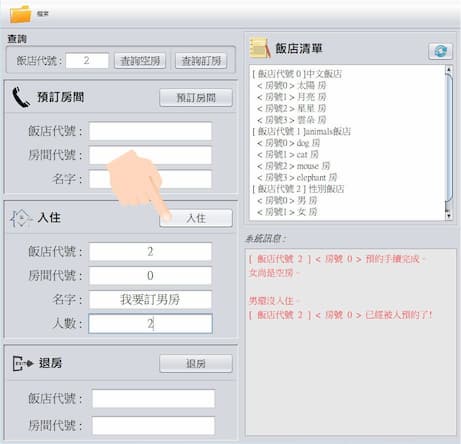 檔案
查詢
飯店代號: 2 查詢空房 查詢訂房
預訂房間 預訂房間
飯店代號:
房間代號:
名字:
入住 入住
飯店代號: 2
房間代號: 0
名字: 我要訂男房
人數: 2
EXIT 退房 退房
飯店代號:
房間代號:
飯店清單
[ 飯店代號 0 ]中文飯店
< 房號0 > 太陽 房
< 房號1 > 月亮 房
< 房號2 > 星星 房
< 房號3 > 雲朵 房
[ 飯店代號 1 ]animals飯店
< 房號0 > dog 房
< 房號1 > cat 房
< 房號2 > mouse 房
< 房號3 > elephant 房
[ 飯店代號 2 ] 性別飯店
< 房號0 > 男 房
< 房號1 > 女 房
系統訊息:
[ 飯店代號 2 ] < 房號 0 > 預約手續完成。
女尚是空房。
男還沒入住。
[ 飯店代號 2 ] < 房號 0 > 已經被人預約了!